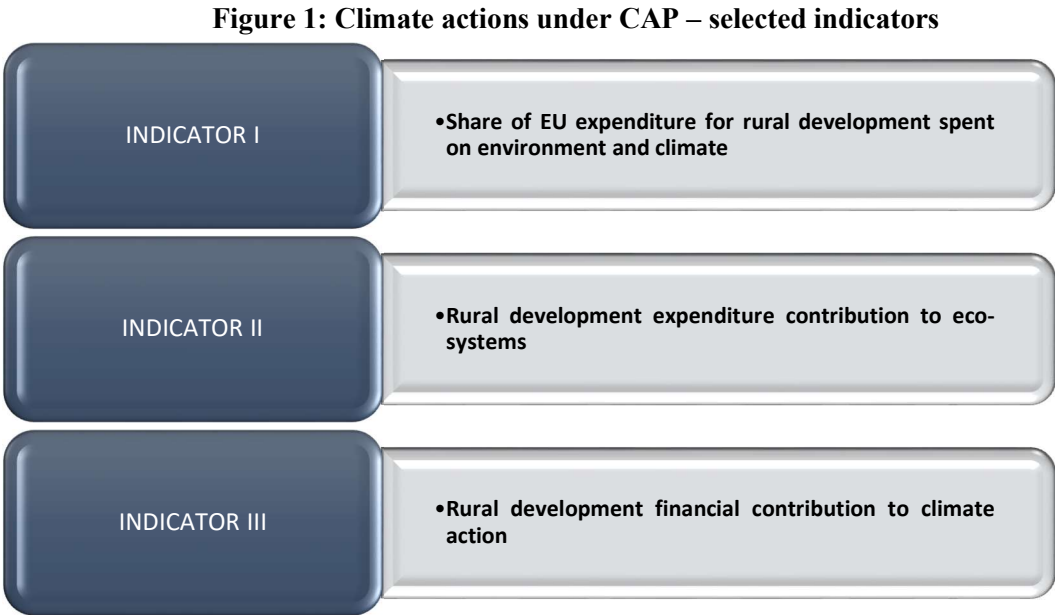 Figure 1: Climate actions under CAP – selected indicators
INDICATOR I
•Share of EU expenditure for rural development spent
on environment and climate
INDICATOR II
•Rural development expenditure contribution to eco-
systems
INDICATOR III
•Rural development financial contribution to climate
action